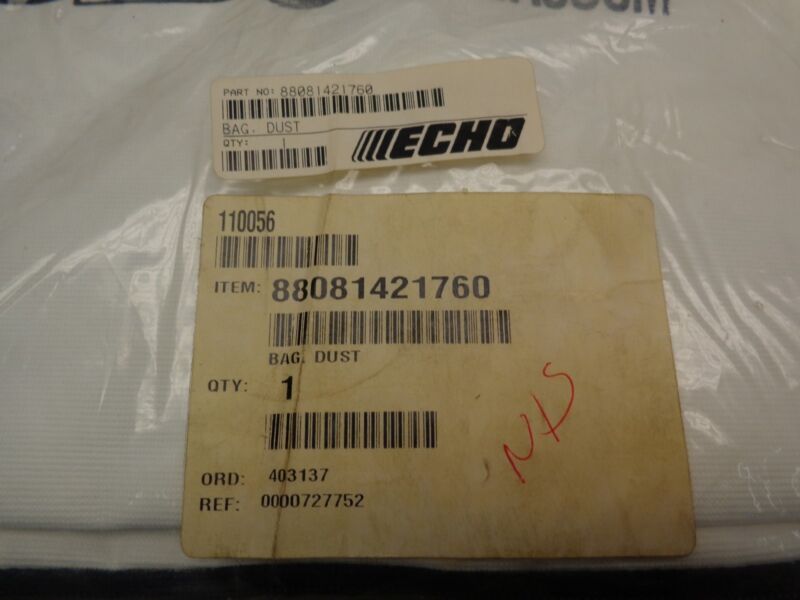 PART NO: 88081421760
BAG, DUST
QTY: 1
ECHO
110056
ITEM: 88081421760
BAG, DUST
QTY: 1
ORD: 403137
REF: 0000727752